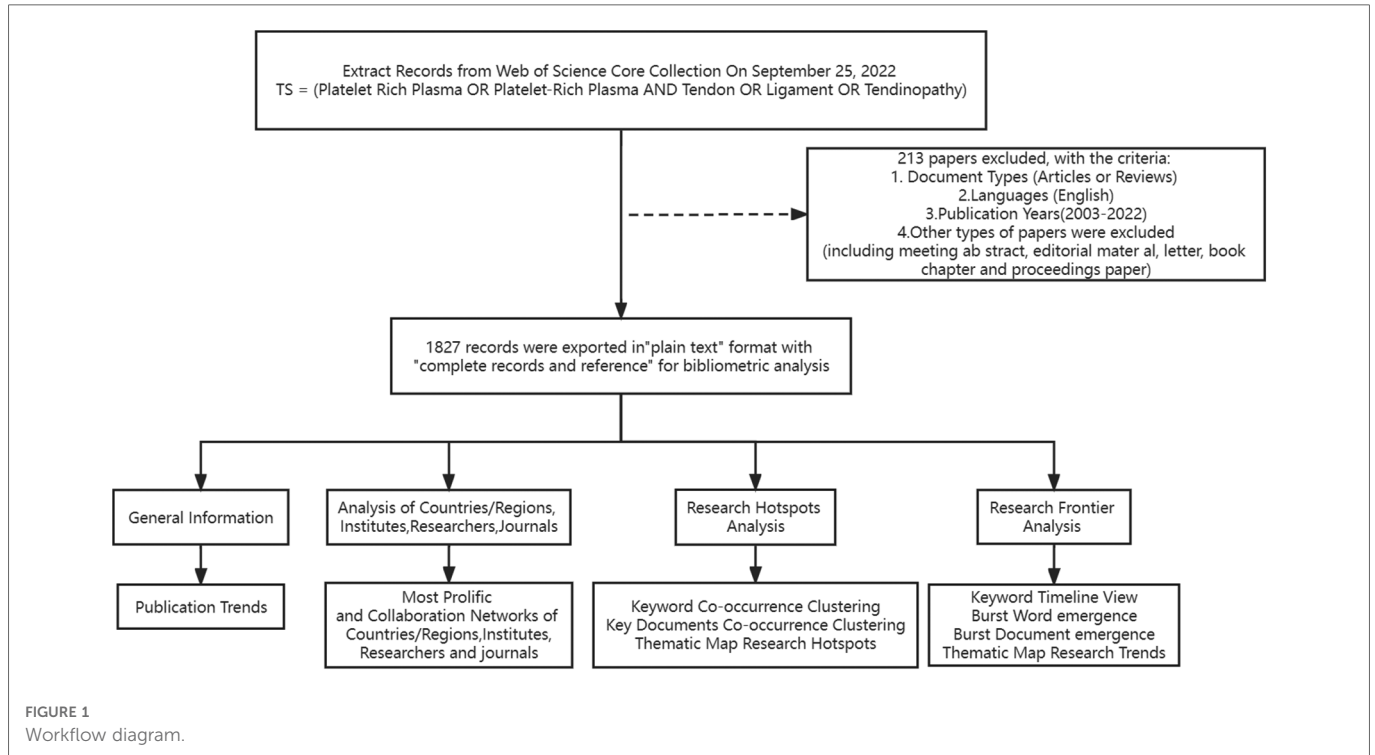 Extract Records from Web of Science Core Collection On September 25, 2022
TS = (Platelet Rich Plasma OR Platelet-Rich Plasma AND Tendon OR Ligament OR Tendinopathy)
213 papers excluded, with the criteria:
1. Document Types (Articles or Reviews)
2.Languages (English)
3.Publication Years(2003-2022)
4.Other types of papers were excluded
(including meeting ab stract, editorial mater al, letter, book
chapter and proceedings paper)
1827 records were exported in"plain text" format with
"complete records and reference" for bibliometric analysis
General Information
Analysis of Countries/Regions,
Institutes,Researchers,Journals
Research Hotspots
Analysis
Research Frontier
Analysis
Publication Trends
Most Prolific
and Collaboration Networks of
Countries/Regions,Institutes,
Researchers and journals
Keyword Co-occurrence Clustering
Key Documents Co-occurrence Clustering
Thematic Map Research Hotspots
Keyword Timeline View
Burst Word emergence
Burst Document emergence
Thematic Map Research Trends
FIGURE 1
Workflow diagram.